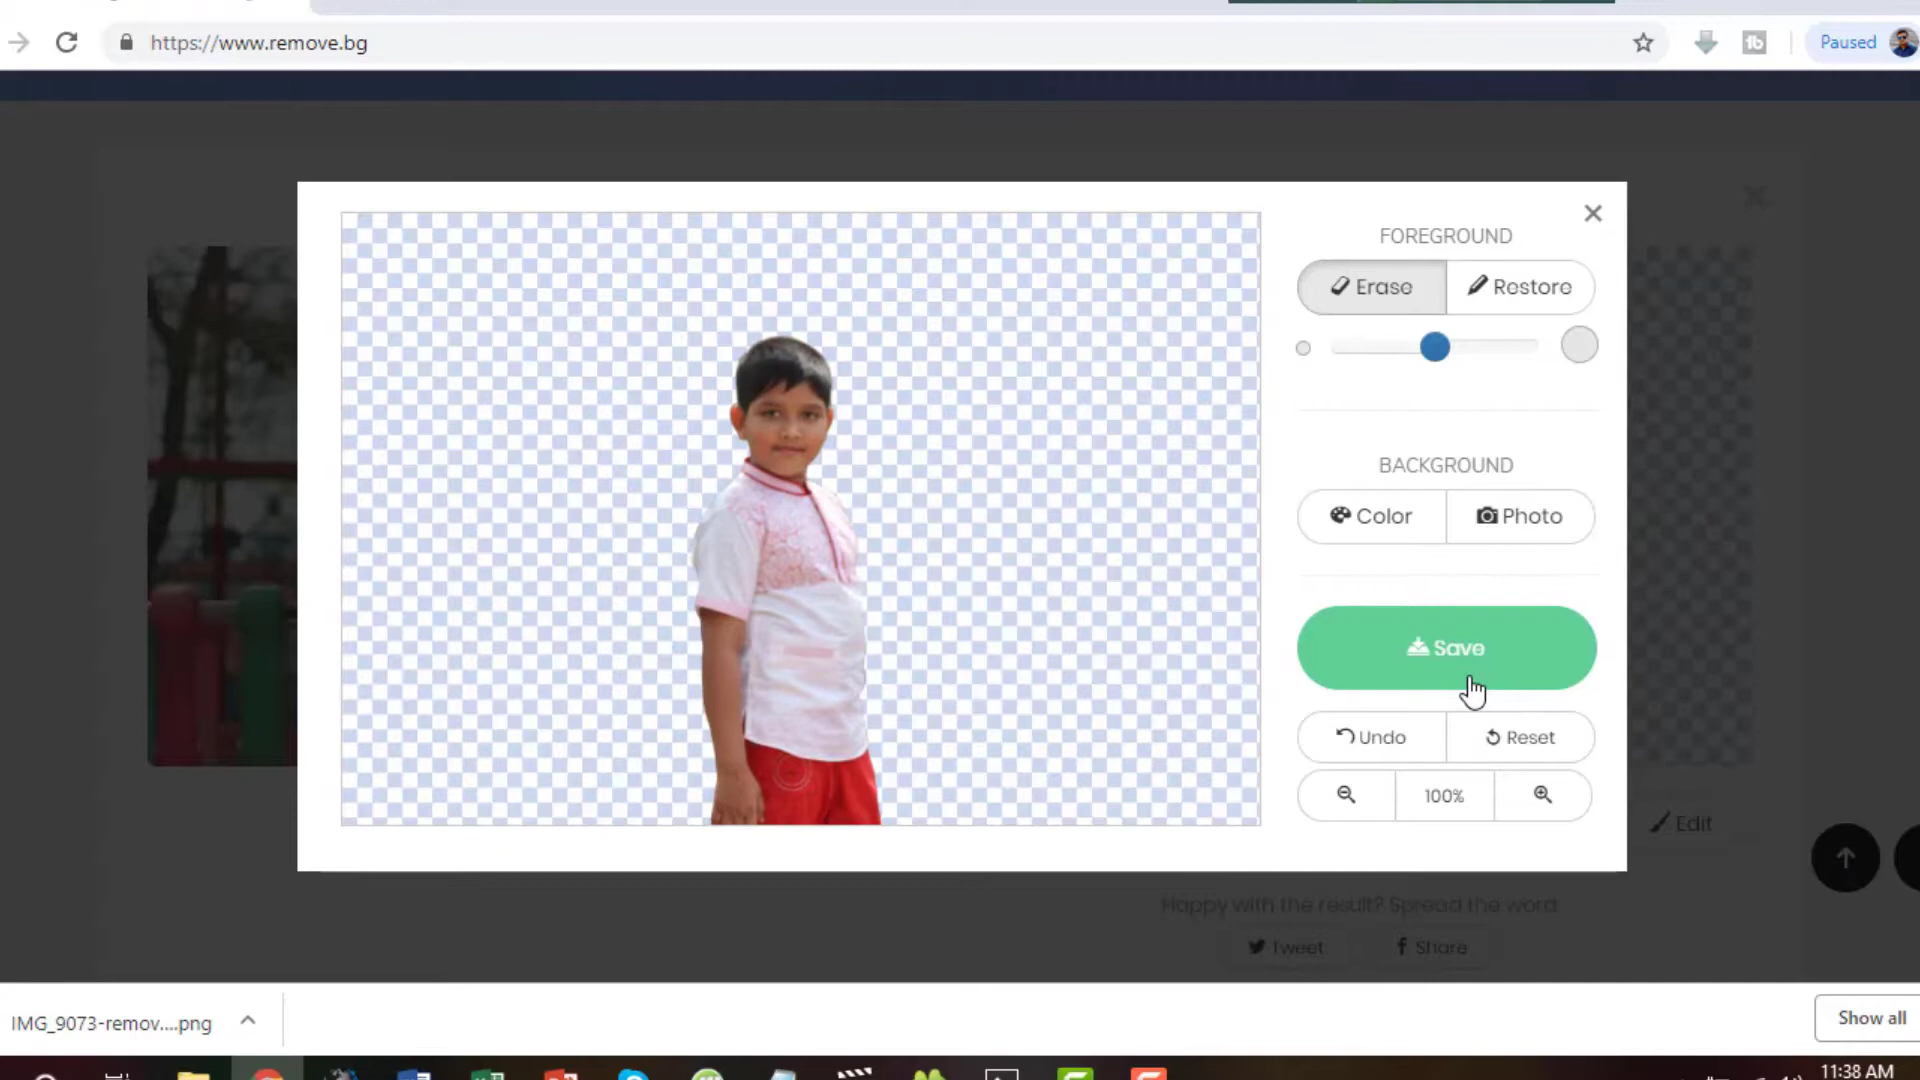 https://www.remove.bg
Paused
FOREGROUND
Erase
Restore
BACKGROUND
Color
Photo
Save
Undo
Reset
100%
Edit
Happy with the result? Spread the word
Tweet
Share
IMG_9073-remov....png
Show all
11:38 AM